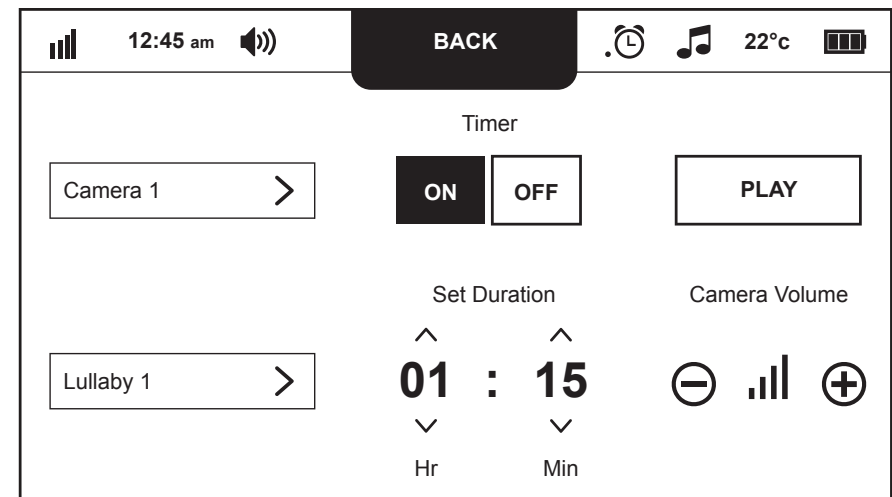 12:45 am BACK 22°c
Timer
Camera 1 ON OFF PLAY
Set Duration Camera Volume
Lullaby 1 01 : 15
Hr Min